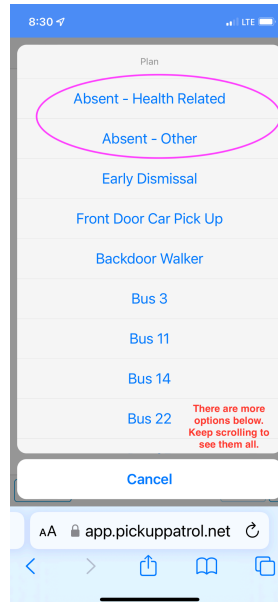 8:30
LTE
Plan
Absent - Health Related
Absent - Other
Early Dismissal
Front Door Car Pick Up
Backdoor Walker
Bus 3
Bus 11
Bus 14
Bus 22
There are more
options below.
Keep scrolling to
see them all.
Cancel
AA app.pickuppatrol.net